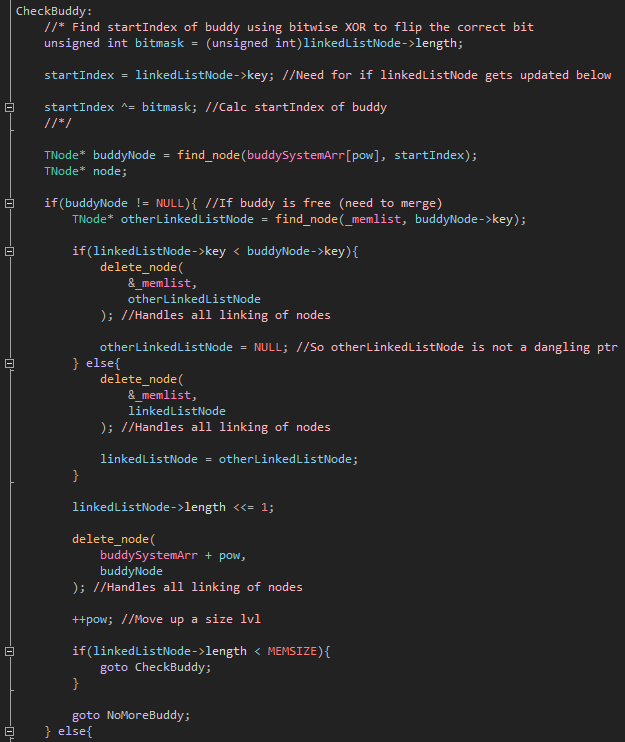 CheckBuddy:
    //* Find startIndex of buddy using bitwise XOR to flip the correct bit
    unsigned int bitmask = (unsigned int)linkedListNode->length;

    startIndex = linkedListNode->key; //Need for if linkedListNode gets updated below

    startIndex ^= bitmask; //Calc startIndex of buddy
    //*/

    TNode* buddyNode = find_node(buddySystemArr[pow], startIndex);
    TNode* node;

    if(buddyNode != NULL){ //If buddy is free (need to merge)
        TNode* otherLinkedListNode = find_node(_memlist, buddyNode->key);

        if(linkedListNode->key < buddyNode->key){
            delete_node(
                &_memlist,
                otherLinkedListNode
            ); //Handles all linking of nodes

            otherLinkedListNode = NULL; //So otherLinkedListNode is not a dangling ptr
        } else{
            delete_node(
                &_memlist,
                linkedListNode
            ); //Handles all linking of nodes

            linkedListNode = otherLinkedListNode;
        }

        linkedListNode->length <<= 1;

        delete_node(
            buddySystemArr + pow,
            buddyNode
        ); //Handles all linking of nodes

        ++pow; //Move up a size lvl

        if(linkedListNode->length < MEMSIZE){
            goto CheckBuddy;
        }

        goto NoMoreBuddy;
    } else{